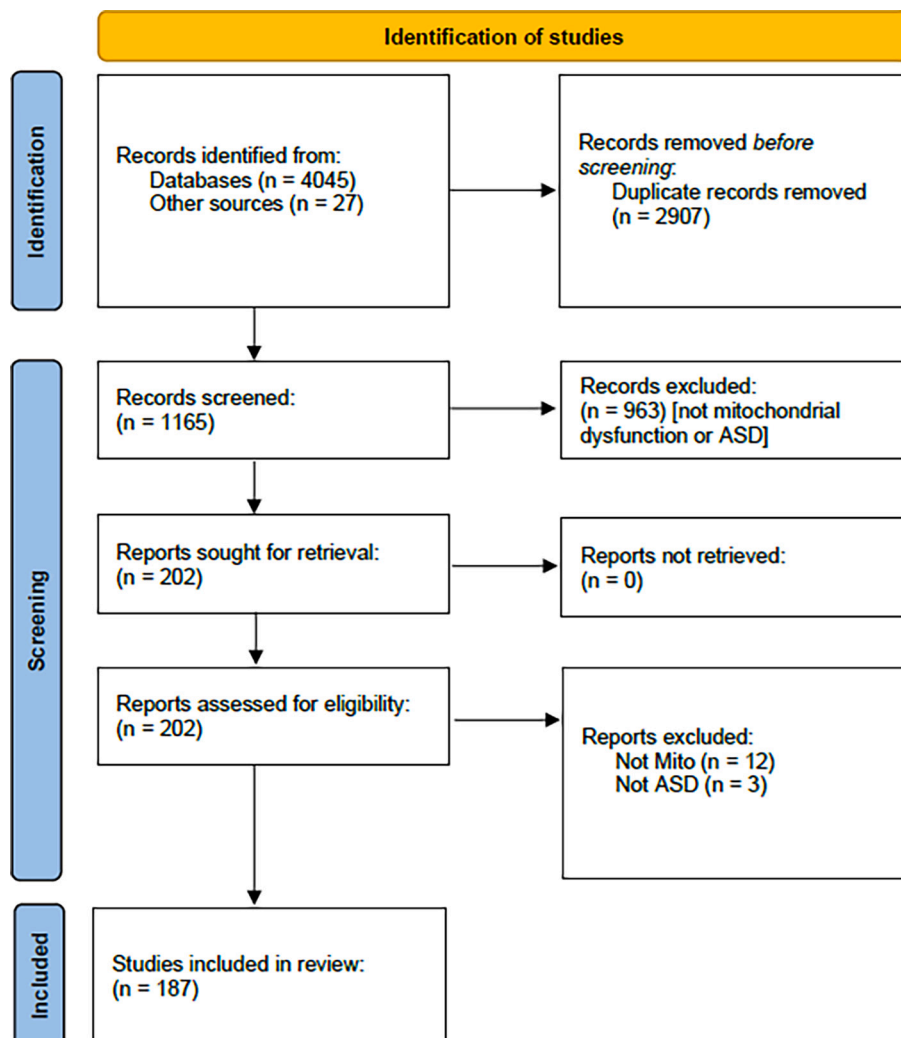 Identification of studies
Identification
Records identified from:
Databases (n = 4045)
Other sources (n = 27)
Records removed before
screening:
Duplicate records removed
(n = 2907)
Screening
Records screened:
(n = 1165)
Records excluded:
(n = 963) [not mitochondrial
dysfunction or ASD]
Reports sought for retrieval:
(n = 202)
Reports not retrieved:
(n = 0)
Reports assessed for eligibility:
(n = 202)
Reports excluded:
Not Mito (n = 12)
Not ASD (n = 3)
Included
Studies included in review:
(n = 187)